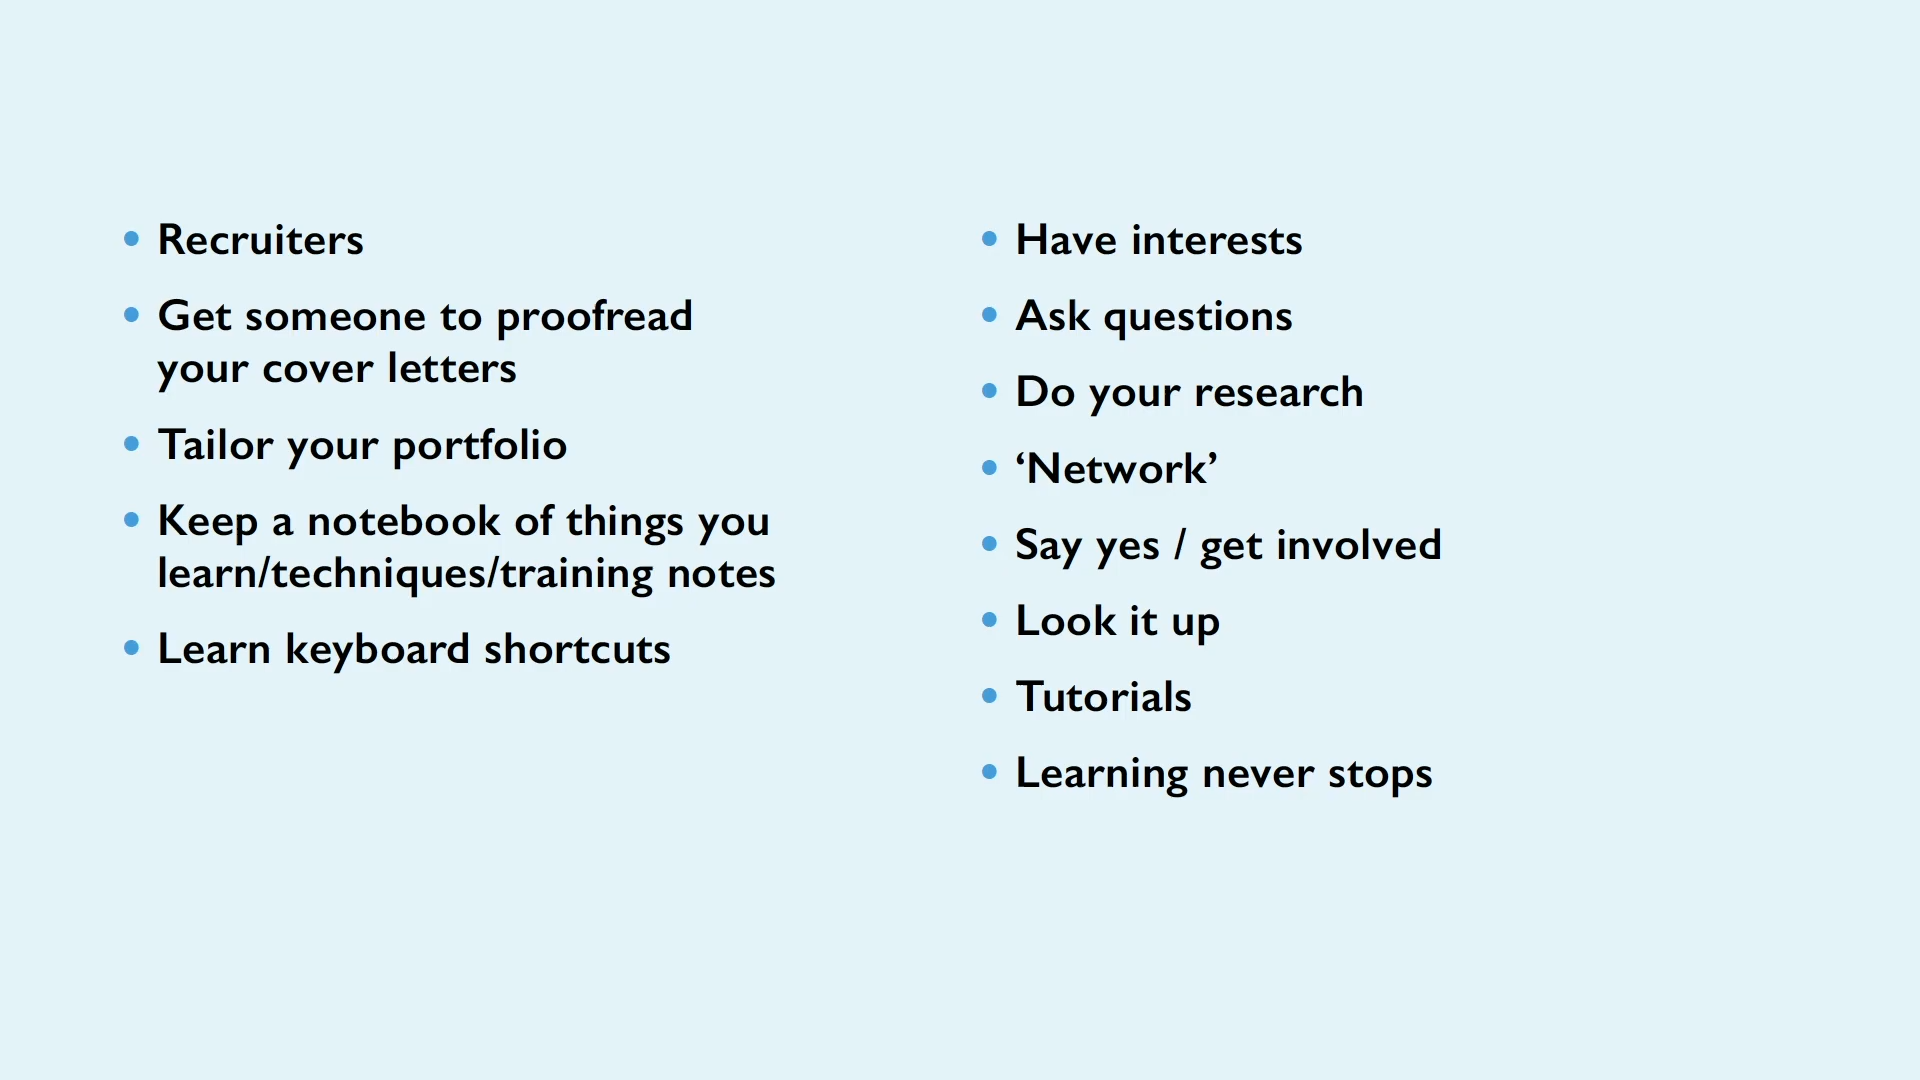 • Recruiters
• Get someone to proofread
your cover letters
• Tailor your portfolio
• Keep a notebook of things you
learn/techniques/training notes
• Learn keyboard shortcuts
• Have interests
• Ask questions
• Do your research
• ‘Network’
• Say yes / get involved
• Look it up
• Tutorials
• Learning never stops